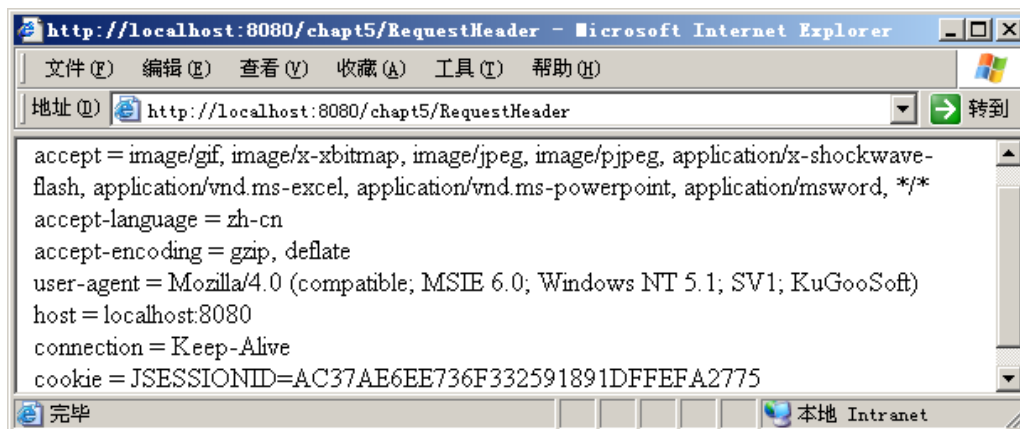 http://localhost:8080/chapt5/RequestHeader - Microsoft Internet Explorer
文件(F) 编辑(E) 查看(V) 收藏(A) 工具(T) 帮助(H)
地址(D) http://localhost:8080/chapt5/RequestHeader 转到
accept = image/gif, image/x-xbitmap, image/jpeg, image/pjpeg, application/x-shockwave-
flash, application/vnd.ms-excel, application/vnd.ms-powerpoint, application/msword, */*
accept-language = zh-cn
accept-encoding = gzip, deflate
user-agent = Mozilla/4.0 (compatible; MSIE 6.0; Windows NT 5.1; SV1; KuGooSoft)
host = localhost:8080
connection = Keep-Alive
cookie = JSESSIONID=AC37AE6EE736F332591891DFFEFA2775
完毕 本地 Intranet